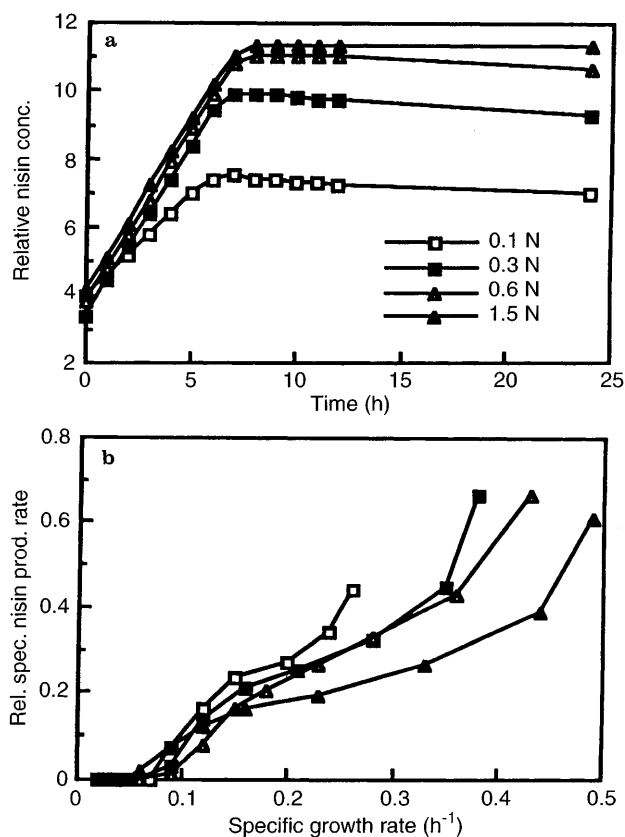 a
12
10
8
6
4
2
Relative nisin conc.
0.1 N
0.3 N
0.6 N
1.5 N
0 5 10 15 20 25
Time (h)
b
0.8
0.6
0.4
0.2
0
Rel. spec. nisin prod. rate
0 0.1 0.2 0.3 0.4 0.5
Specific growth rate (h⁻¹)